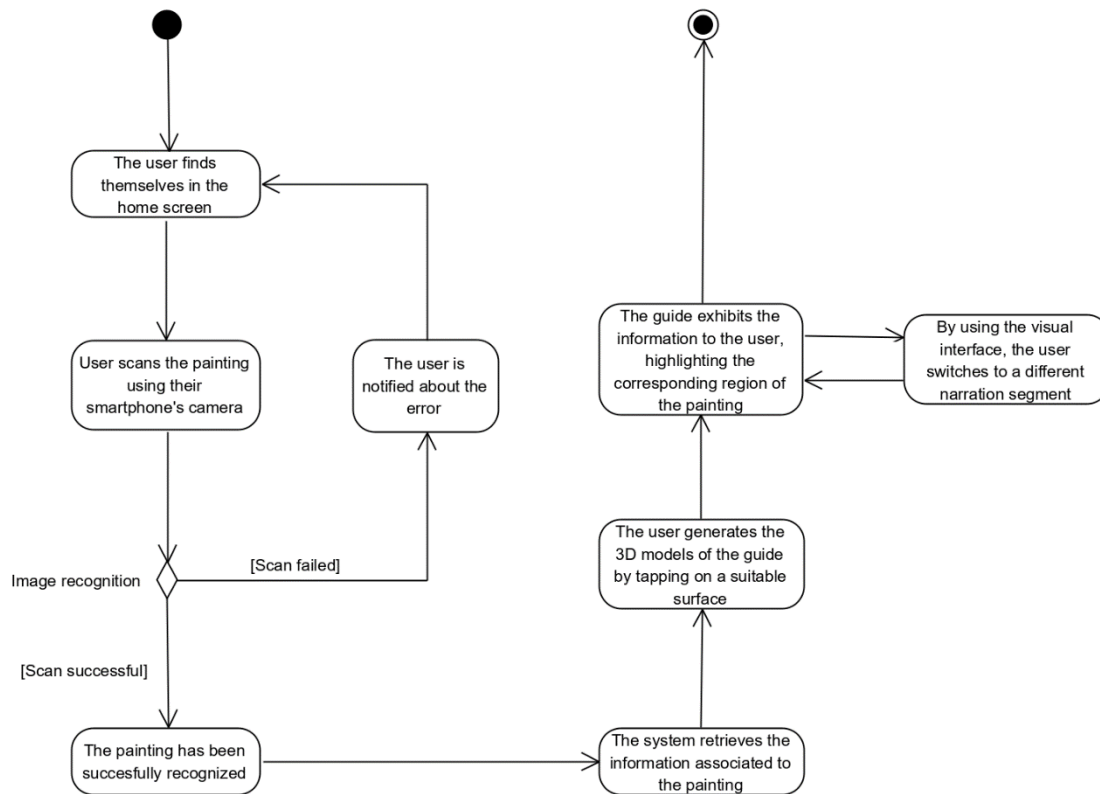 The user finds
themselves in the
home screen
User scans the painting
using their
smartphone's camera
The user is
notified about the
error
Image recognition
[Scan failed]
[Scan successful]
The painting has been
succesfully recognized
The system retrieves the
information associated to
the painting
The user generates the
3D models of the guide
by tapping on a suitable
surface
The guide exhibits the
information to the user,
highlighting the
corresponding region of
the painting
By using the visual
interface, the user
switches to a different
narration segment